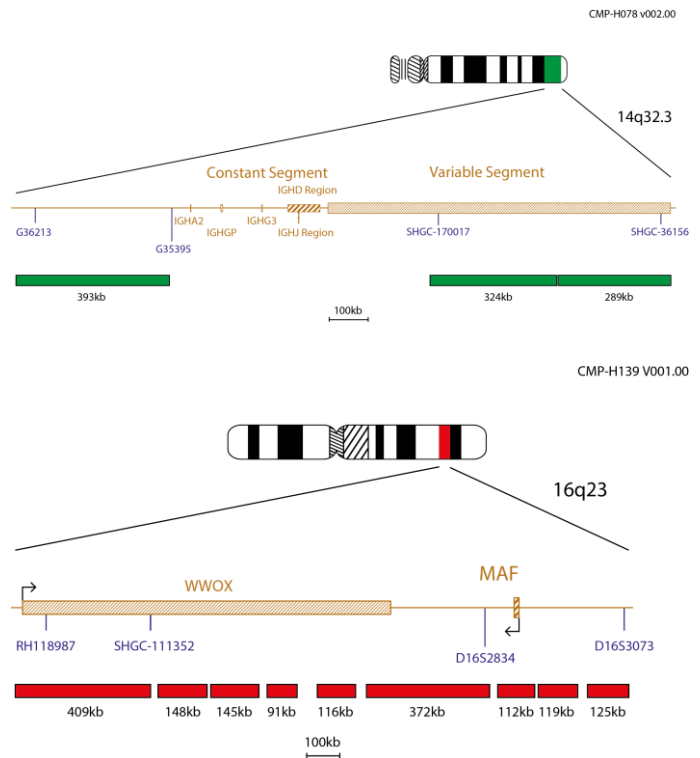 CMP-H078 v002.00
14q32.3
Constant Segment
Variable Segment
IGHD Region
G36213
G35395
IGHA2
IGHGP
IGHG3
IGHJ Region
SHGC-170017
SHGC-36156
393kb
324kb
289kb
100kb
CMP-H139 V001.00
16q23
WWOX
MAF
RH118987
SHGC-111352
D16S2834
D16S3073
409kb
148kb
145kb
91kb
116kb
372kb
112kb
119kb
125kb
100kb